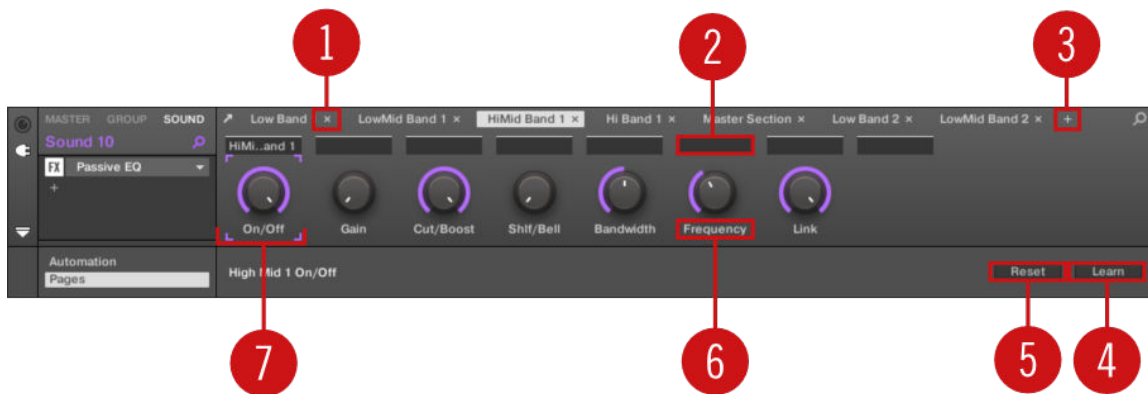 1 2 3
MASTER GROUP SOUND Low Band × LowMid Band 1 × HiMid Band 1 × Hi Band 1 × Master Section × Low Band 2 × LowMid Band 2 × +
Sound 10 HiMi..and 1
FX Passive EQ
+
On/Off Gain Cut/Boost Shlf/Bell Bandwidth Frequency Link
Automation
Pages
High Mid 1 On/Off Reset Learn
7 6 5 4